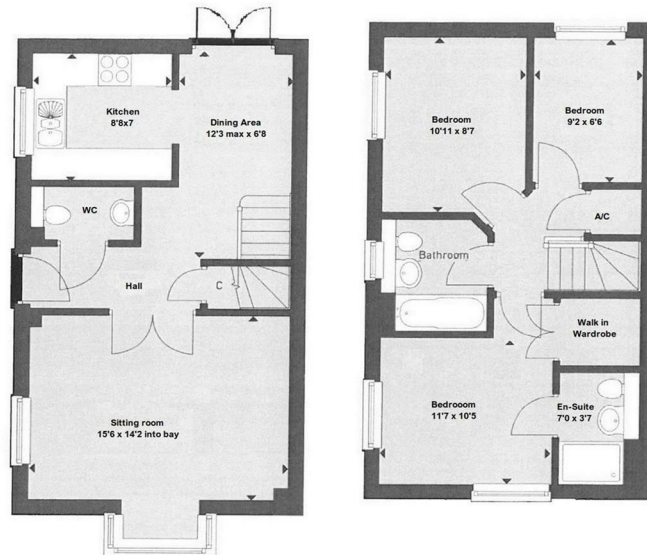 Kitchen
8'8x7
Dining Area
12'3 max x 6'8
WC
Hall
C
Sitting room
15'6 x 14'2 into bay
Bedroom
10'11 x 8'7
Bedroom
9'2 x 6'6
A/C
Bathroom
Walk in
Wardrobe
Bedrooom
11'7 x 10'5
En-Suite
7'0 x 3'7